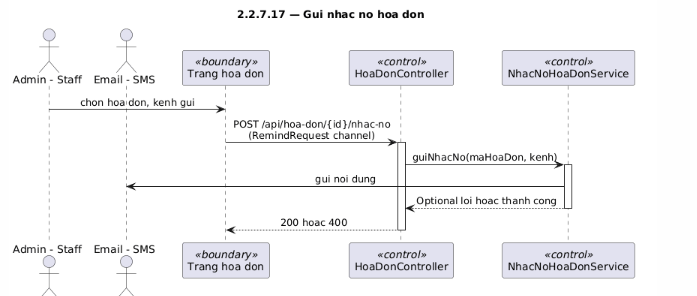 2.2.7.17 — Gui nhac no hoa don
Admin - Staff
Email - SMS
«boundary»
Trang hoa don
«control»
HoaDonController
«control»
NhacNoHoaDonService
chon hoa don, kenh gui
POST /api/hoa-don/{id}/nhac-no
(RemindRequest channel)
guiNhacNo(maHoaDon, kenh)
gui noi dung
Optional loi hoac thanh cong
200 hoac 400
Admin - Staff
Email - SMS
«boundary»
Trang hoa don
«control»
HoaDonController
«control»
NhacNoHoaDonService